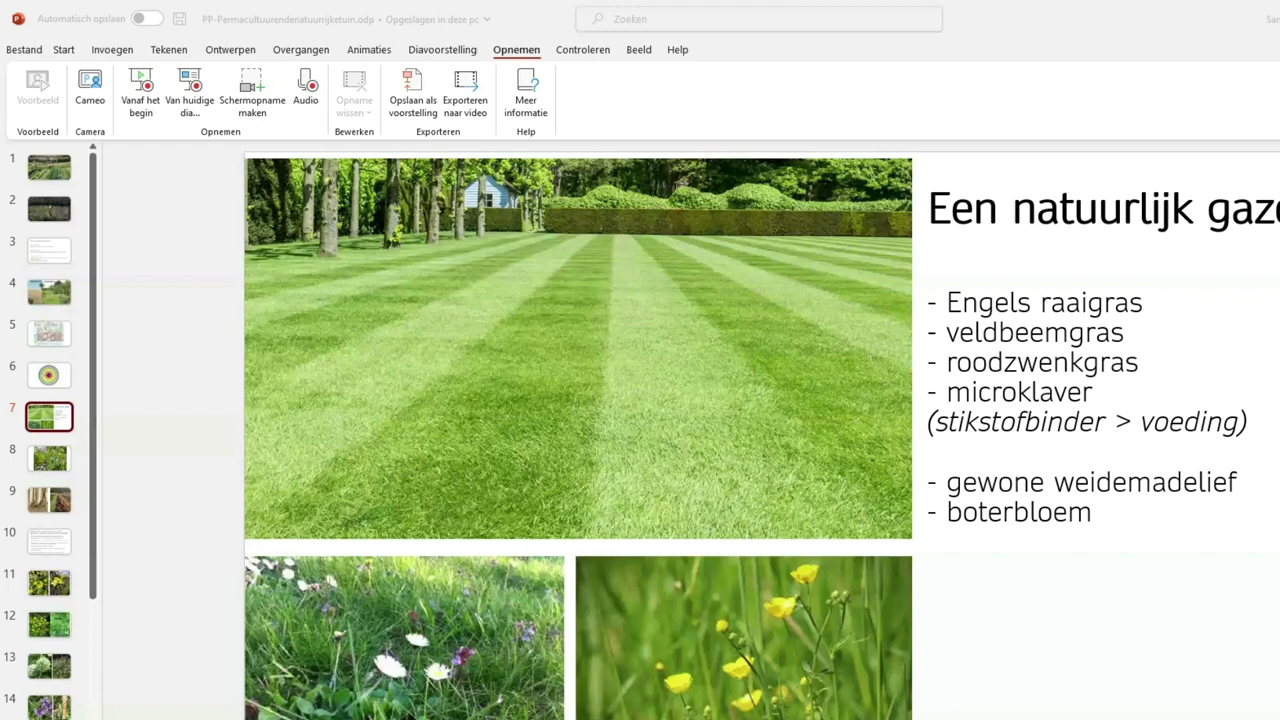 Automatisch opslaan
PP-Permacultuurendenatuurrijketuin.odp • Opgeslagen in deze pc
Zoeken
Bestand Start Invoegen Tekenen Ontwerpen Overgangen Animaties Diavoorstelling Opnemen Controleren Beeld Help
Voorbeeld
Cameo
Vanaf het begin
Van huidige dia...
Schermopname maken
Audio
Opname wissen
Opslaan als voorstelling
Exporteren naar video
Meer informatie
Voorbeeld Camera Opnemen Bewerken Exporteren Help
1
2
3
4
5
6
7
8
9
10
11
12
13
14
Een natuurlijk
- Engels raaigras
- veldbeemgras
- roodzwenkgras
- microklaver
(stikstofbinder > voeding)
- gewone weidemadelief
- boterbloem